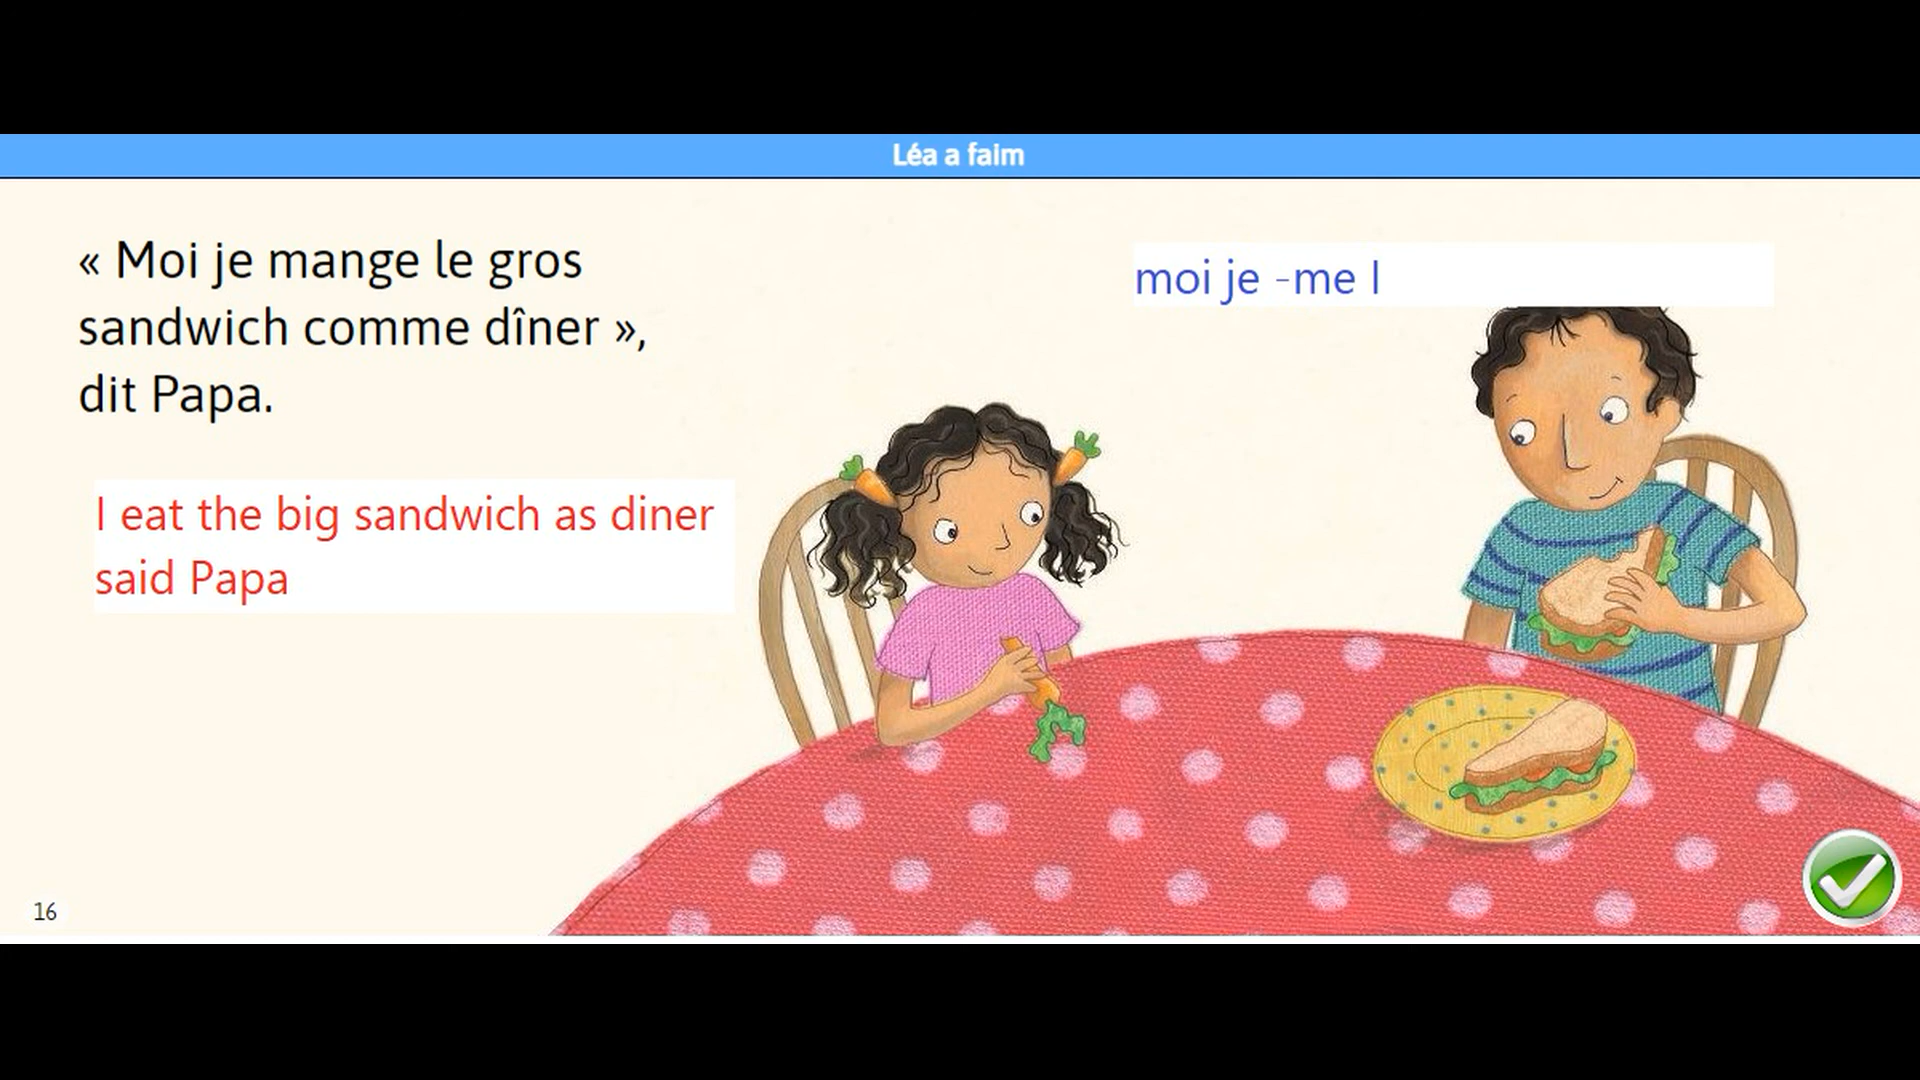 Léa a faim
« Moi je mange le gros
sandwich comme dîner »,
dit Papa.
moi je -me I
I eat the big sandwich as diner
said Papa
16